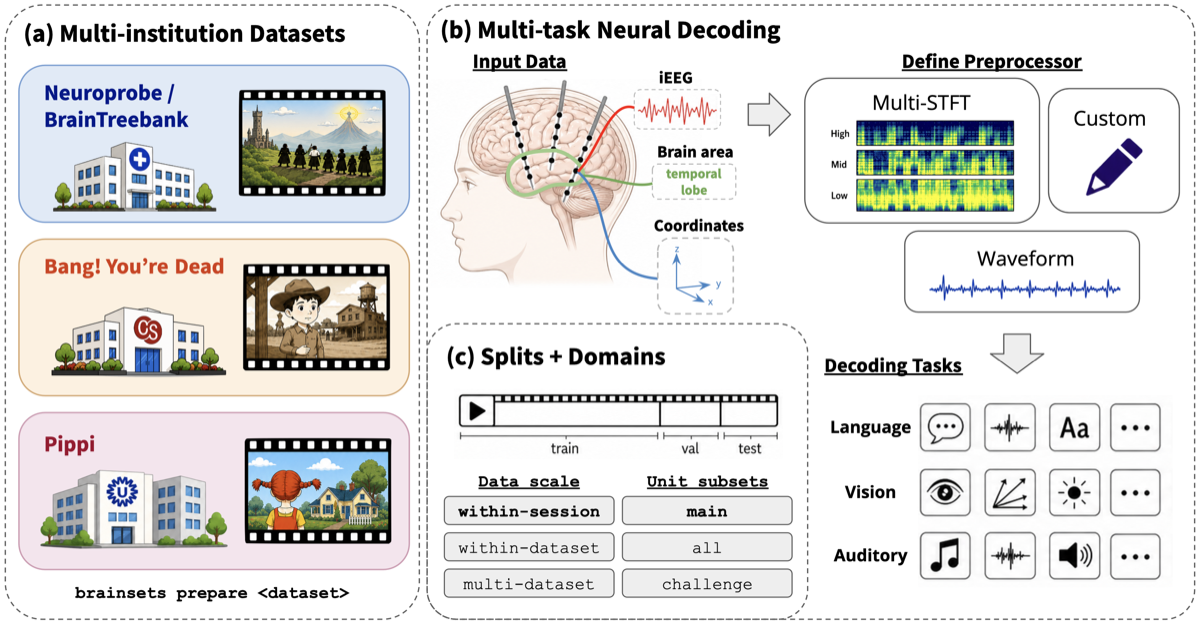 (a) Multi-institution Datasets
Neuroprobe /
BrainTreebank
Bang! You're Dead
CS
Pippi
U
brainsets prepare <dataset>
(b) Multi-task Neural Decoding
Input Data
iEEG
Brain area
temporal
lobe
Coordinates
z
y
x
Define Preprocessor
Multi-STFT
High
Mid
Low
Custom
Waveform
Decoding Tasks
Language
Aa
Vision
Auditory
(c) Splits + Domains
train
val
test
Data scale
Unit subsets
within-session
main
within-dataset
all
multi-dataset
challenge